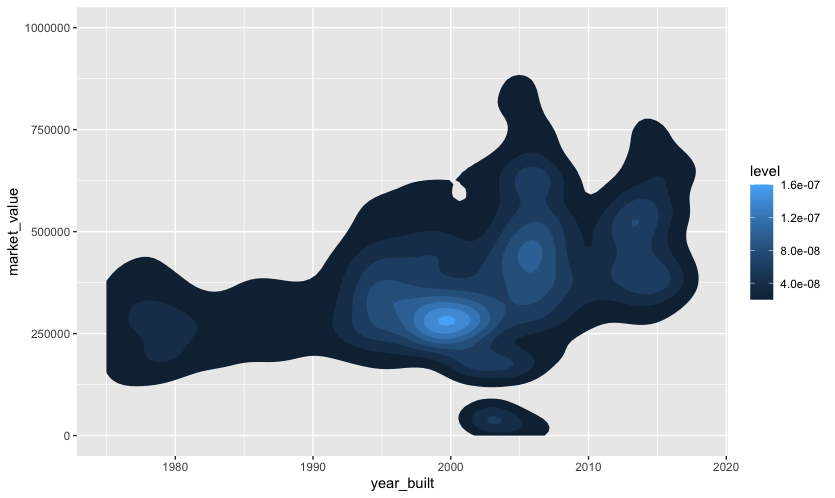 1000000
750000
500000
250000
0
market_value
1980
1990
2000
2010
2020
year_built
level
1.6e-07
1.2e-07
8.0e-08
4.0e-08